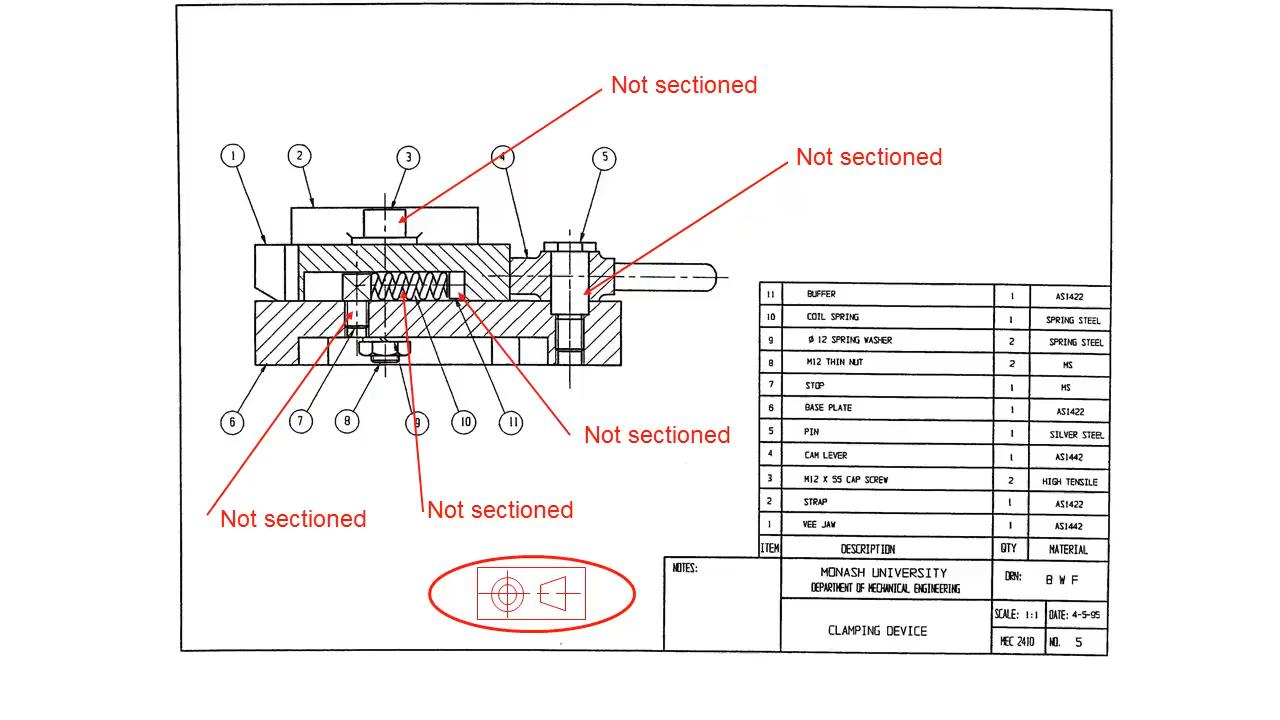 Not sectioned
Not sectioned
1 2 3 4 5
6 7 8 9 10 11
Not sectioned
Not sectioned
Not sectioned
11 BUFFER 1 AS1422
10 COIL SPRING 1 SPRING STEEL
9 Ø 12 SPRING WASHER 2 SPRING STEEL
8 M12 THIN NUT 2 MS
7 STOP 1 MS
6 BASE PLATE 1 AS1422
5 PIN 1 SILVER STEEL
4 CAM LEVER 1 AS1442
3 M12 X 55 CAP SCREW 2 HIGH TENSILE
2 STRAP 1 AS1422
1 VEE JAW 1 AS1442
ITEM DESCRIPTION QTY MATERIAL
NOTES:
MONASH UNIVERSITY
DEPARTMENT OF MECHANICAL ENGINEERING
DRN: B W F
CLAMPING DEVICE
SCALE: 1:1 DATE: 4-5-95
MEC 2410 NO. 5